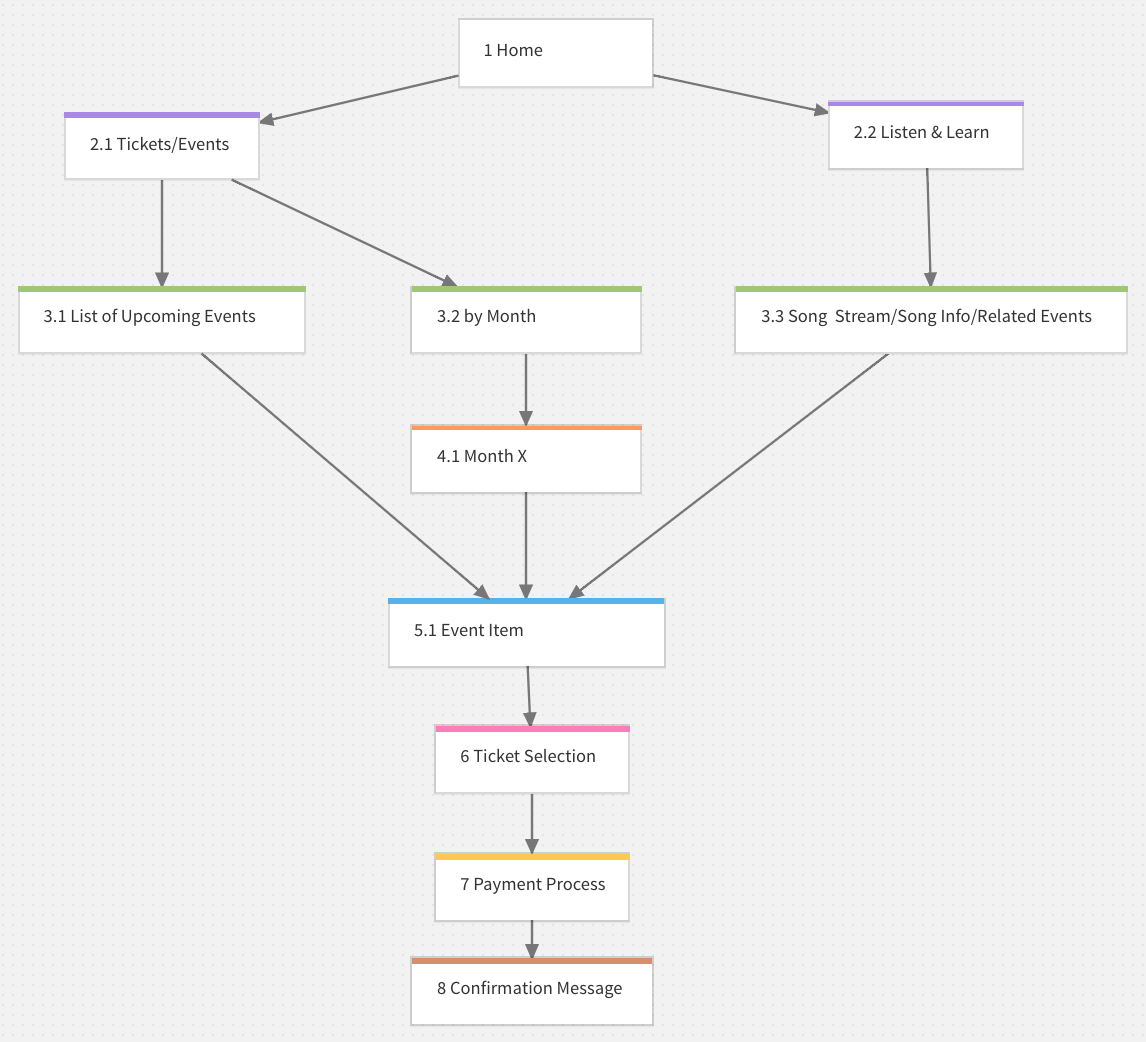 1 Home
2.1 Tickets/Events
2.2 Listen & Learn
3.1 List of Upcoming Events
3.2 by Month
3.3 Song  Stream/Song Info/Related Events
4.1 Month X
5.1 Event Item
6 Ticket Selection
7 Payment Process
8 Confirmation Message